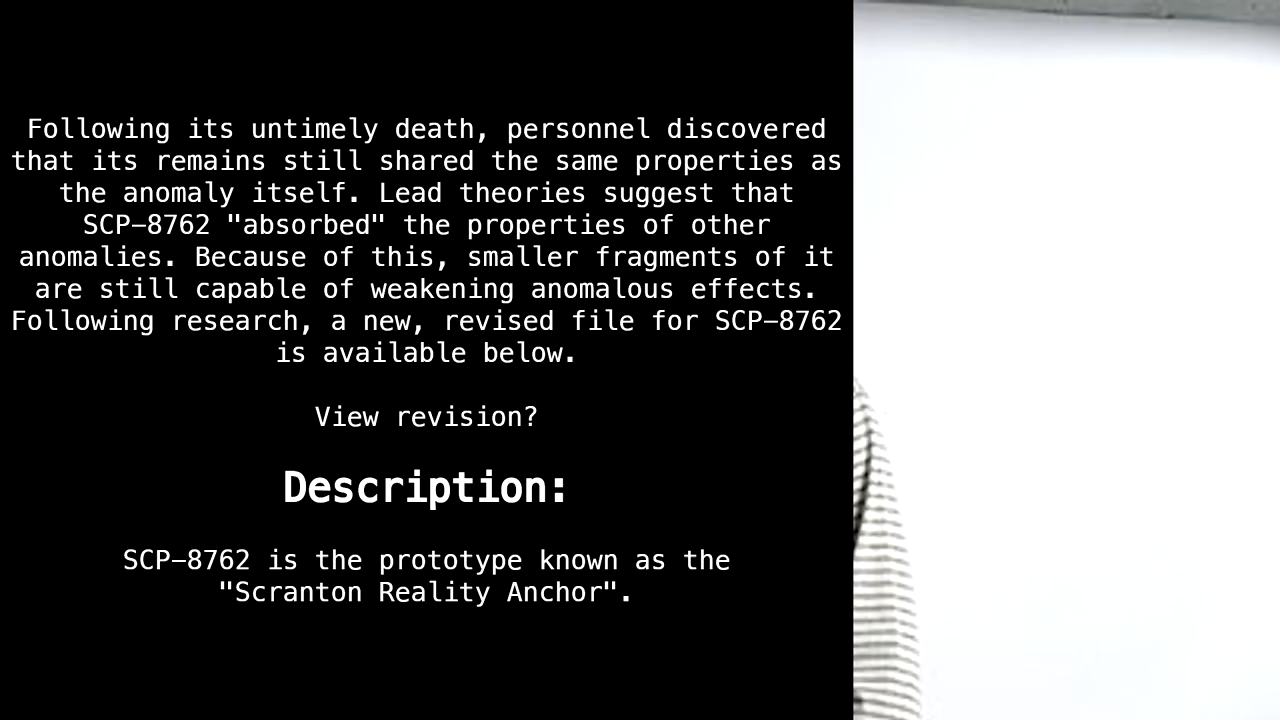 Following its untimely death, personnel discovered
that its remains still shared the same properties as
the anomaly itself. Lead theories suggest that
SCP-8762 "absorbed" the properties of other
anomalies. Because of this, smaller fragments of it
are still capable of weakening anomalous effects.
Following research, a new, revised file for SCP-8762
is available below.
View revision?
Description:
SCP-8762 is the prototype known as the
"Scranton Reality Anchor".